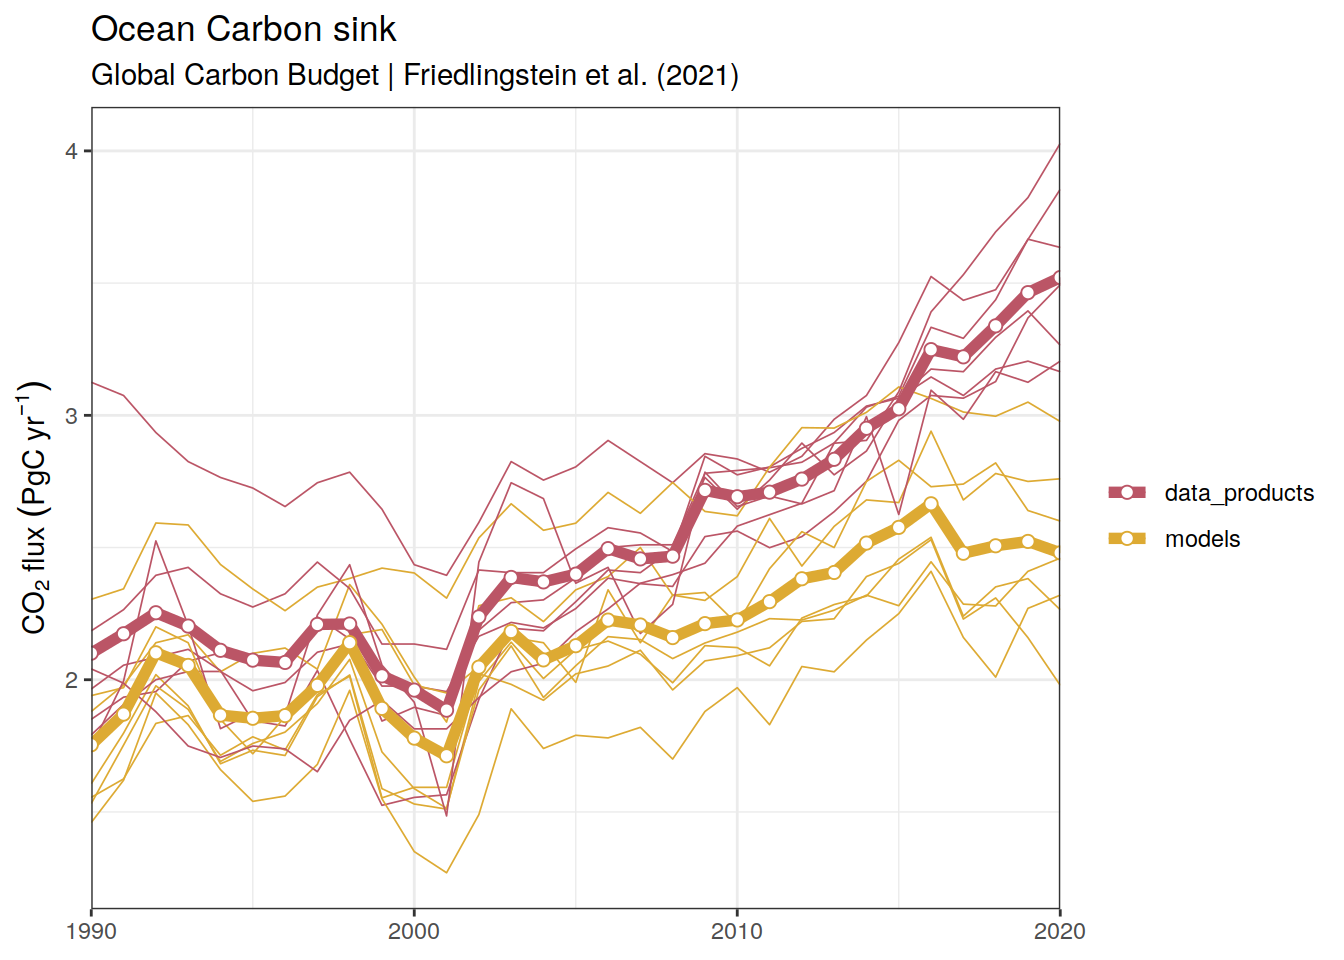 Ocean Carbon sink
Global Carbon Budget | Friedlingstein et al. (2021)
CO₂ flux (PgC yr⁻¹)
4
3
2
1990 2000 2010 2020
data_products
models